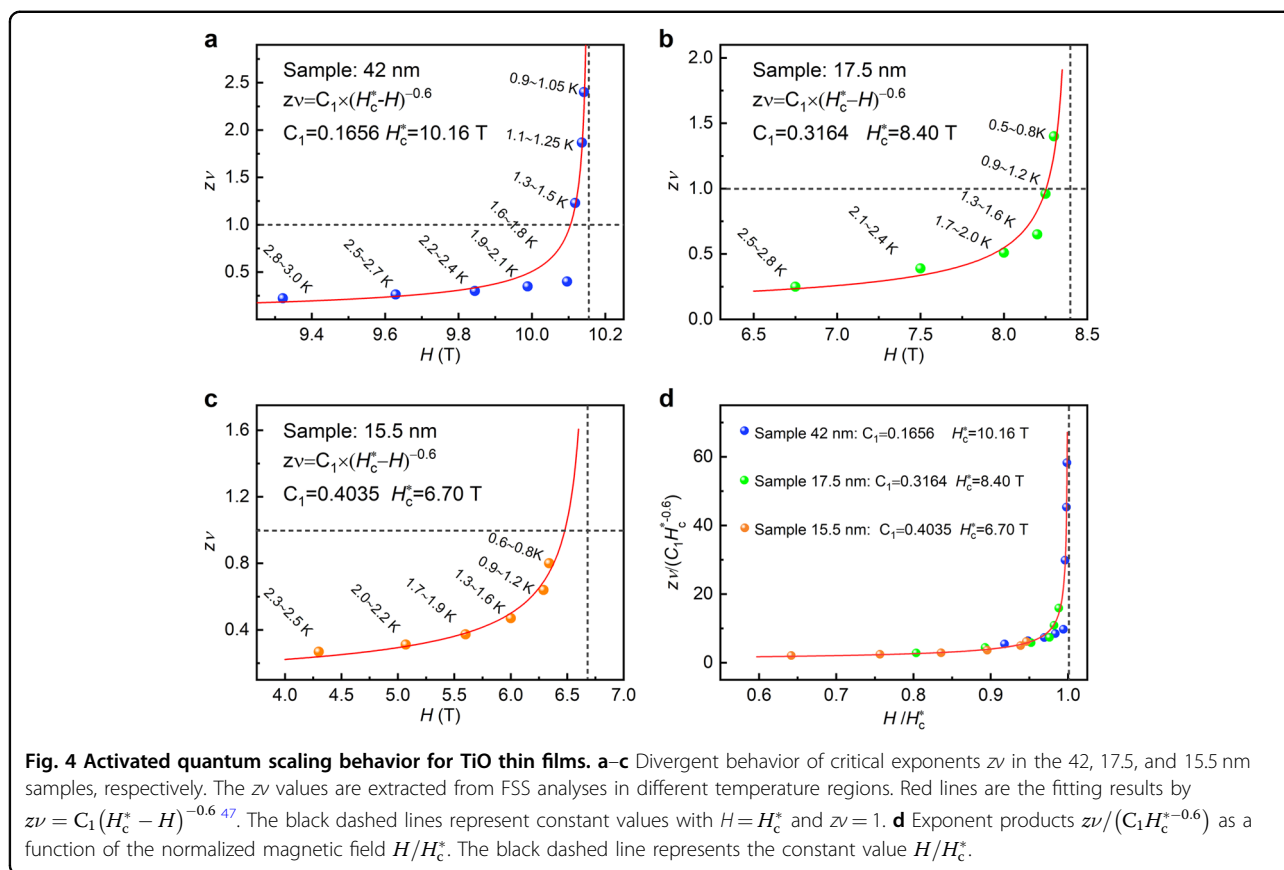 a
Sample: 42 nm
zν=C₁×(H*c-H)⁻⁰·⁶
C₁=0.1656 H*c=10.16 T
0.9~1.05 K
1.1~1.25 K
1.3~1.5 K
1.6~1.8 K
1.9~2.1 K
2.2~2.4 K
2.5~2.7 K
2.8~3.0 K
zν
2.5
2.0
1.5
1.0
0.5
9.4 9.6 9.8 10.0 10.2
H (T)
b
Sample: 17.5 nm
zν=C₁×(H*c−H)⁻⁰·⁶
C₁=0.3164 H*c=8.40 T
0.5~0.8K
0.9~1.2 K
1.3~1.6 K
1.7~2.0 K
2.1~2.4 K
2.5~2.8 K
zν
2.0
1.5
1.0
0.5
0.0
6.5 7.0 7.5 8.0 8.5
H (T)
c
Sample: 15.5 nm
zν=C₁×(H*c−H)⁻⁰·⁶
C₁=0.4035 H*c=6.70 T
0.6~0.8K
0.9~1.2 K
1.3~1.6 K
1.7~1.9 K
2.0~2.2 K
2.3~2.5 K
zν
1.6
1.2
0.8
0.4
4.0 4.5 5.0 5.5 6.0 6.5 7.0
H (T)
d
Sample 42 nm: C₁=0.1656 H*c=10.16 T
Sample 17.5 nm: C₁=0.3164 H*c=8.40 T
Sample 15.5 nm: C₁=0.4035 H*c=6.70 T
zν/(C₁H*c⁻⁰·⁶)
60
40
20
0
0.6 0.7 0.8 0.9 1.0
H/H*c
Fig. 4 Activated quantum scaling behavior for TiO thin films. a–c Divergent behavior of critical exponents zν in the 42, 17.5, and 15.5 nm
samples, respectively. The zν values are extracted from FSS analyses in different temperature regions. Red lines are the fitting results by
zν = C₁(H*c − H)⁻⁰·⁶ 47. The black dashed lines represent constant values with H = H*c and zν = 1. d Exponent products zν/(C₁H*c⁻⁰·⁶) as a
function of the normalized magnetic field H/H*c. The black dashed line represents the constant value H/H*c.